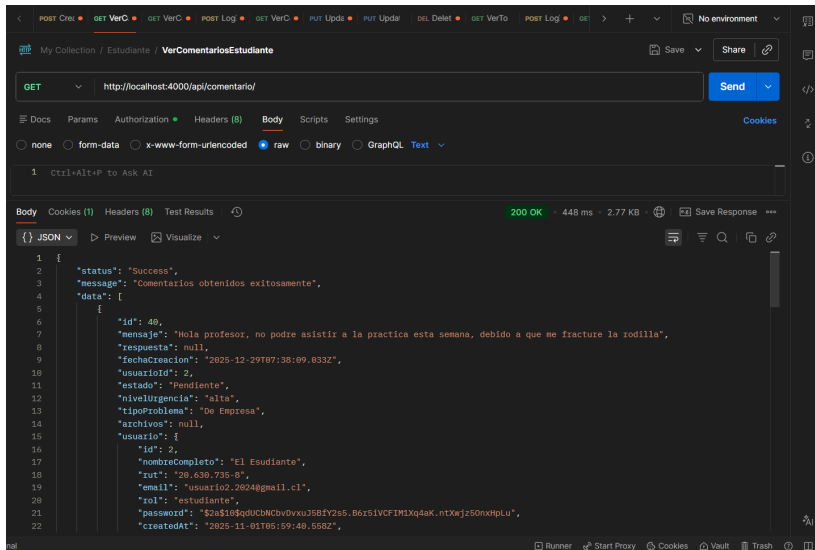 POST Crea GET VerC GET VerC POST Logi GET VerC PUT Upda PUT Updat DEL Delet GET VerTo POST Logi GET No environment
My Collection / Estudiante / VerComentariosEstudiante Save Share
GET http://localhost:4000/api/comentario/ Send
Docs Params Authorization Headers (8) Body Scripts Settings Cookies
none form-data x-www-form-urlencoded raw binary GraphQL Text
1 Ctrl+Alt+P to Ask AI
Body Cookies (1) Headers (8) Test Results 200 OK 448 ms 2.77 KB Save Response
{} JSON Preview Visualize
1 {
2 "status": "Success",
3 "message": "Comentarios obtenidos exitosamente",
4 "data": [
5 {
6 "id": 40,
7 "mensaje": "Hola profesor, no podre asistir a la practica esta semana, debido a que me fracture la rodilla",
8 "respuesta": null,
9 "fechaCreacion": "2025-12-29T07:38:09.033Z",
10 "usuarioId": 2,
11 "estado": "Pendiente",
12 "nivelUrgencia": "alta",
13 "tipoProblema": "De Empresa",
14 "archivos": null,
15 "usuario": {
16 "id": 2,
17 "nombreCompleto": "El Esudiante",
18 "rut": "20.630.735-8",
19 "email": "usuario2.2024@gmail.cl",
20 "rol": "estudiante",
21 "password": "$2a$10$qdUCbNCbvDvxuJ5BfY2s5.B6r5iVCFIM1Xq4aK.ntXwjz5OnxHpLu",
22 "createdAt": "2025-11-01T05:59:40.558Z",
nal Runner Start Proxy Cookies Vault Trash